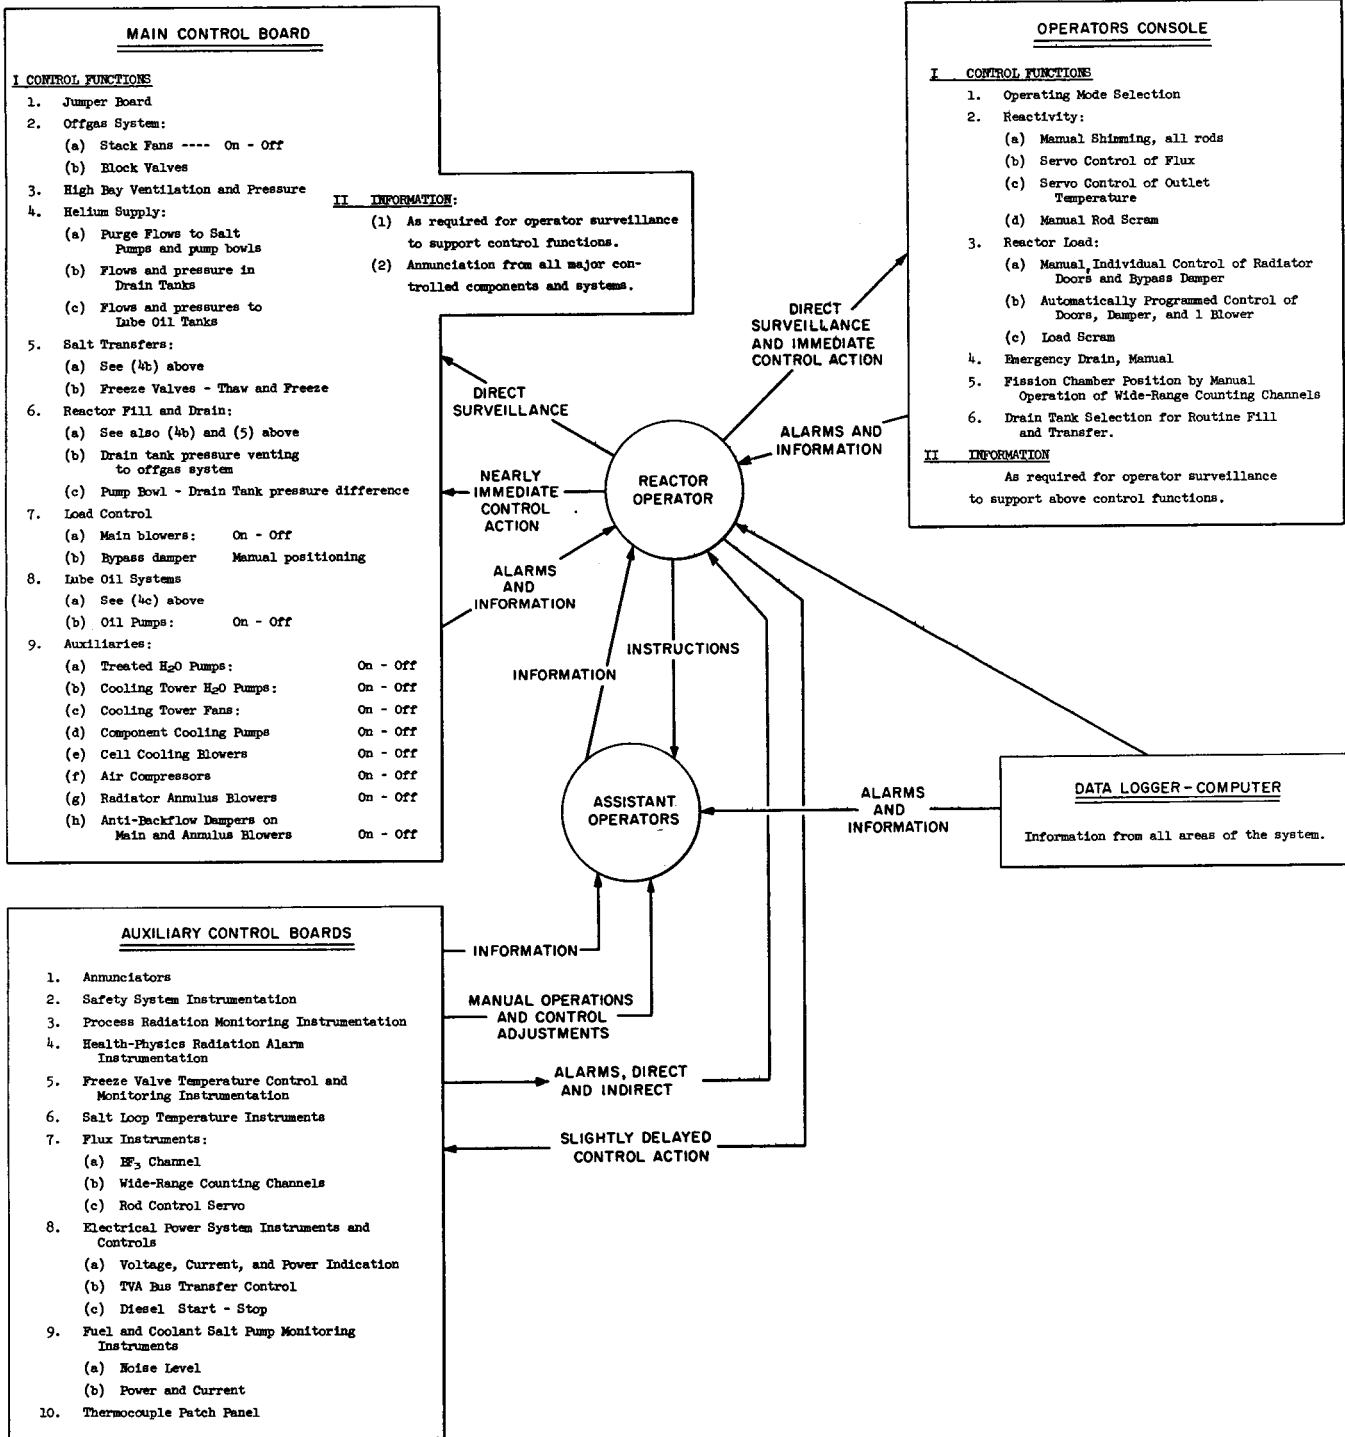 MAIN CONTROL BOARD
I CONTROL FUNCTIONS
1. Jumper Board
2. Offgas System:
(a) Stack Fans ---- On - Off
(b) Block Valves
3. High Bay Ventilation and Pressure
4. Helium Supply:
(a) Purge Flows to Salt
Pumps and pump bowls
(b) Flows and pressure in
Drain Tanks
(c) Flows and pressures to
Lube Oil Tanks
5. Salt Transfers:
(a) See (4b) above
(b) Freeze Valves - Thaw and Freeze
6. Reactor Fill and Drain:
(a) See also (4b) and (5) above
(b) Drain tank pressure venting
to offgas system
(c) Pump Bowl - Drain Tank pressure difference
7. Load Control
(a) Main blowers: On - Off
(b) Bypass damper Manual positioning
8. Lube Oil Systems
(a) See (4c) above
(b) Oil Pumps: On - Off
9. Auxiliaries:
(a) Treated H2O Pumps: On - Off
(b) Cooling Tower H2O Pumps: On - Off
(c) Cooling Tower Fans: On - Off
(d) Component Cooling Pumps On - Off
(e) Cell Cooling Blowers On - Off
(f) Air Compressors On - Off
(g) Radiator Annulus Blowers On - Off
(h) Anti-Backflow Dampers on
Main and Annulus Blowers On - Off
II INFORMATION:
(1) As required for operator surveillance
to support control functions.
(2) Annunciation from all major con-
trolled components and systems.
OPERATORS CONSOLE
I CONTROL FUNCTIONS
1. Operating Mode Selection
2. Reactivity:
(a) Manual Shimming, all rods
(b) Servo Control of Flux
(c) Servo Control of Outlet
Temperature
(d) Manual Rod Scram
3. Reactor Load:
(a) Manual, Individual Control of Radiator
Doors and Bypass Damper
(b) Automatically Programmed Control of
Doors, Damper, and 1 Blower
(c) Load Scram
4. Emergency Drain, Manual
5. Fission Chamber Position by Manual
Operation of Wide-Range Counting Channels
6. Drain Tank Selection for Routine Fill
and Transfer.
II INFORMATION
As required for operator surveillance
to support above control functions.
DIRECT
SURVEILLANCE
AND IMMEDIATE
CONTROL ACTION
DIRECT
SURVEILLANCE
ALARMS AND
INFORMATION
REACTOR
OPERATOR
NEARLY
IMMEDIATE
CONTROL
ACTION
ALARMS
AND
INFORMATION
INFORMATION
INSTRUCTIONS
ASSISTANT
OPERATORS
ALARMS
AND
INFORMATION
DATA LOGGER - COMPUTER
Information from all areas of the system.
AUXILIARY CONTROL BOARDS
1. Annunciators
2. Safety System Instrumentation
3. Process Radiation Monitoring Instrumentation
4. Health-Physics Radiation Alarm
Instrumentation
5. Freeze Valve Temperature Control and
Monitoring Instrumentation
6. Salt Loop Temperature Instruments
7. Flux Instruments:
(a) BF3 Channel
(b) Wide-Range Counting Channels
(c) Rod Control Servo
8. Electrical Power System Instruments and
Controls
(a) Voltage, Current, and Power Indication
(b) TVA Bus Transfer Control
(c) Diesel Start - Stop
9. Fuel and Coolant Salt Pump Monitoring
Instruments
(a) Noise Level
(b) Power and Current
10. Thermocouple Patch Panel
INFORMATION
MANUAL OPERATIONS
AND CONTROL
ADJUSTMENTS
ALARMS, DIRECT
AND INDIRECT
SLIGHTLY DELAYED
CONTROL ACTION